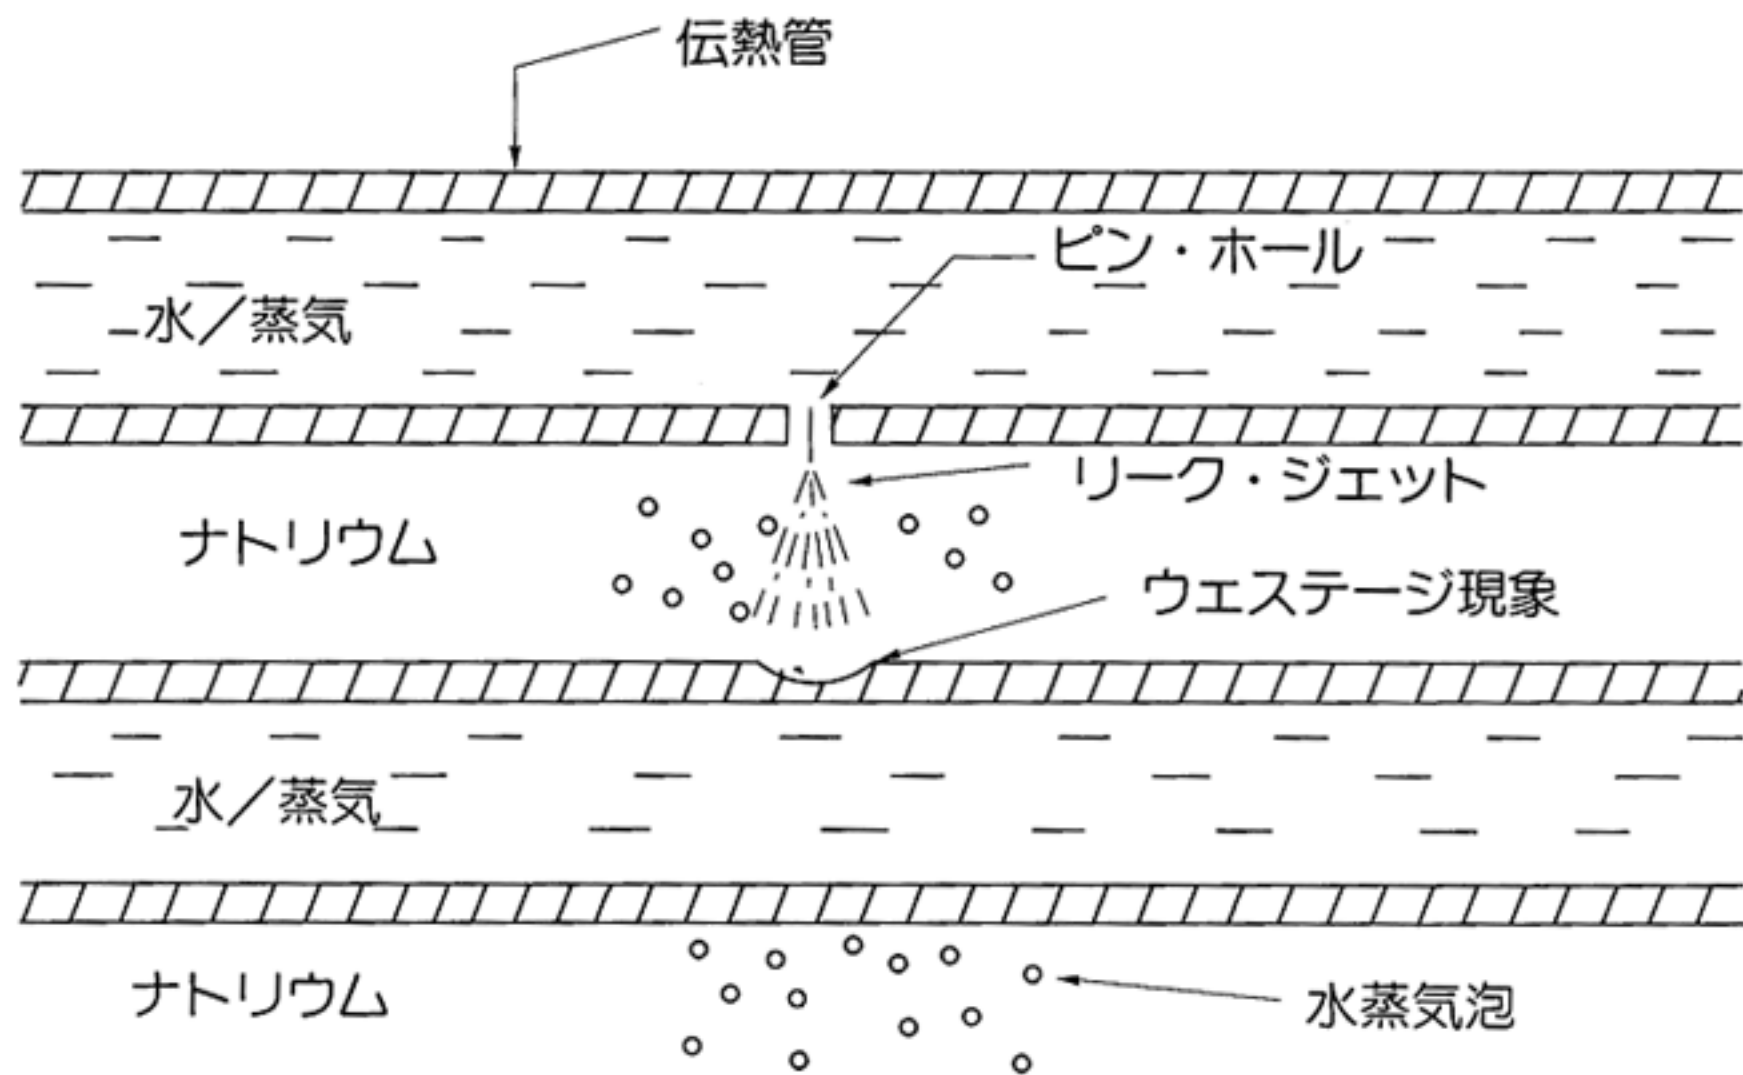 伝熱管
ピン・ホール
水／蒸気
リーク・ジェット
ナトリウム
ウェステージ現象
水／蒸気
ナトリウム
水蒸気泡